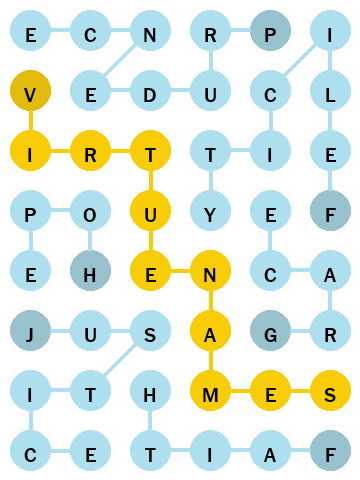 E C N R P I
V E D U C L
I R T T I E
P O U Y E F
E H E N C A
J U S A G R
I T H M E S
C E T I A F